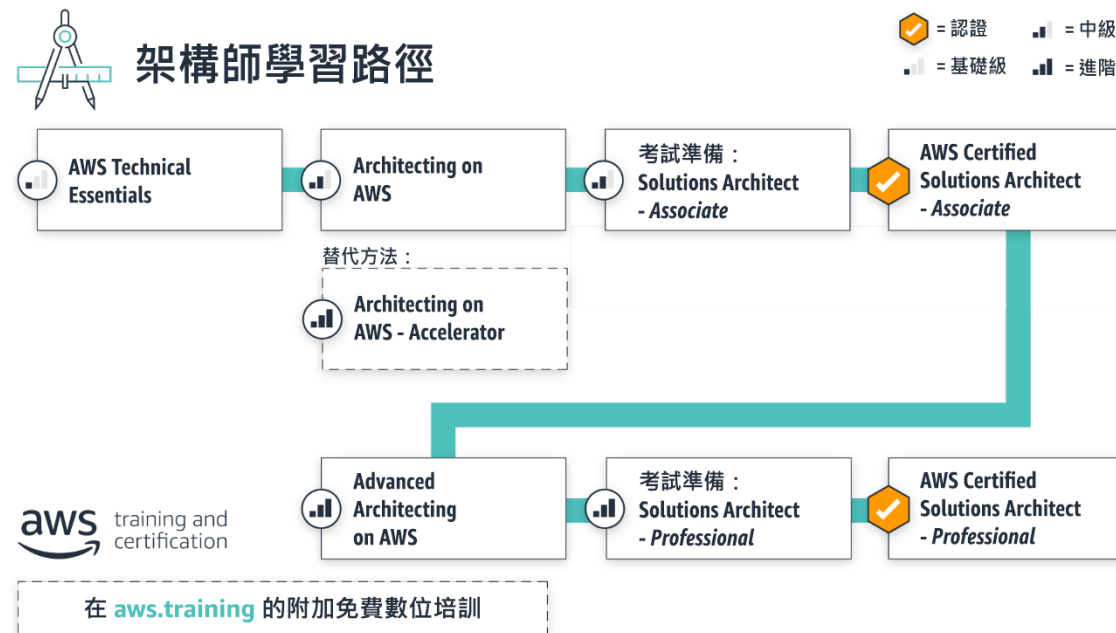 架構師學習路徑
= 認證
= 中級
= 基礎級
= 進階
AWS Technical
Essentials
Architecting on
AWS
考試準備：
Solutions Architect
- Associate
AWS Certified
Solutions Architect
- Associate
替代方法：
Architecting on
AWS - Accelerator
Advanced
Architecting
on AWS
考試準備：
Solutions Architect
- Professional
AWS Certified
Solutions Architect
- Professional
aws training and
certification
在 aws.training 的附加免費數位培訓